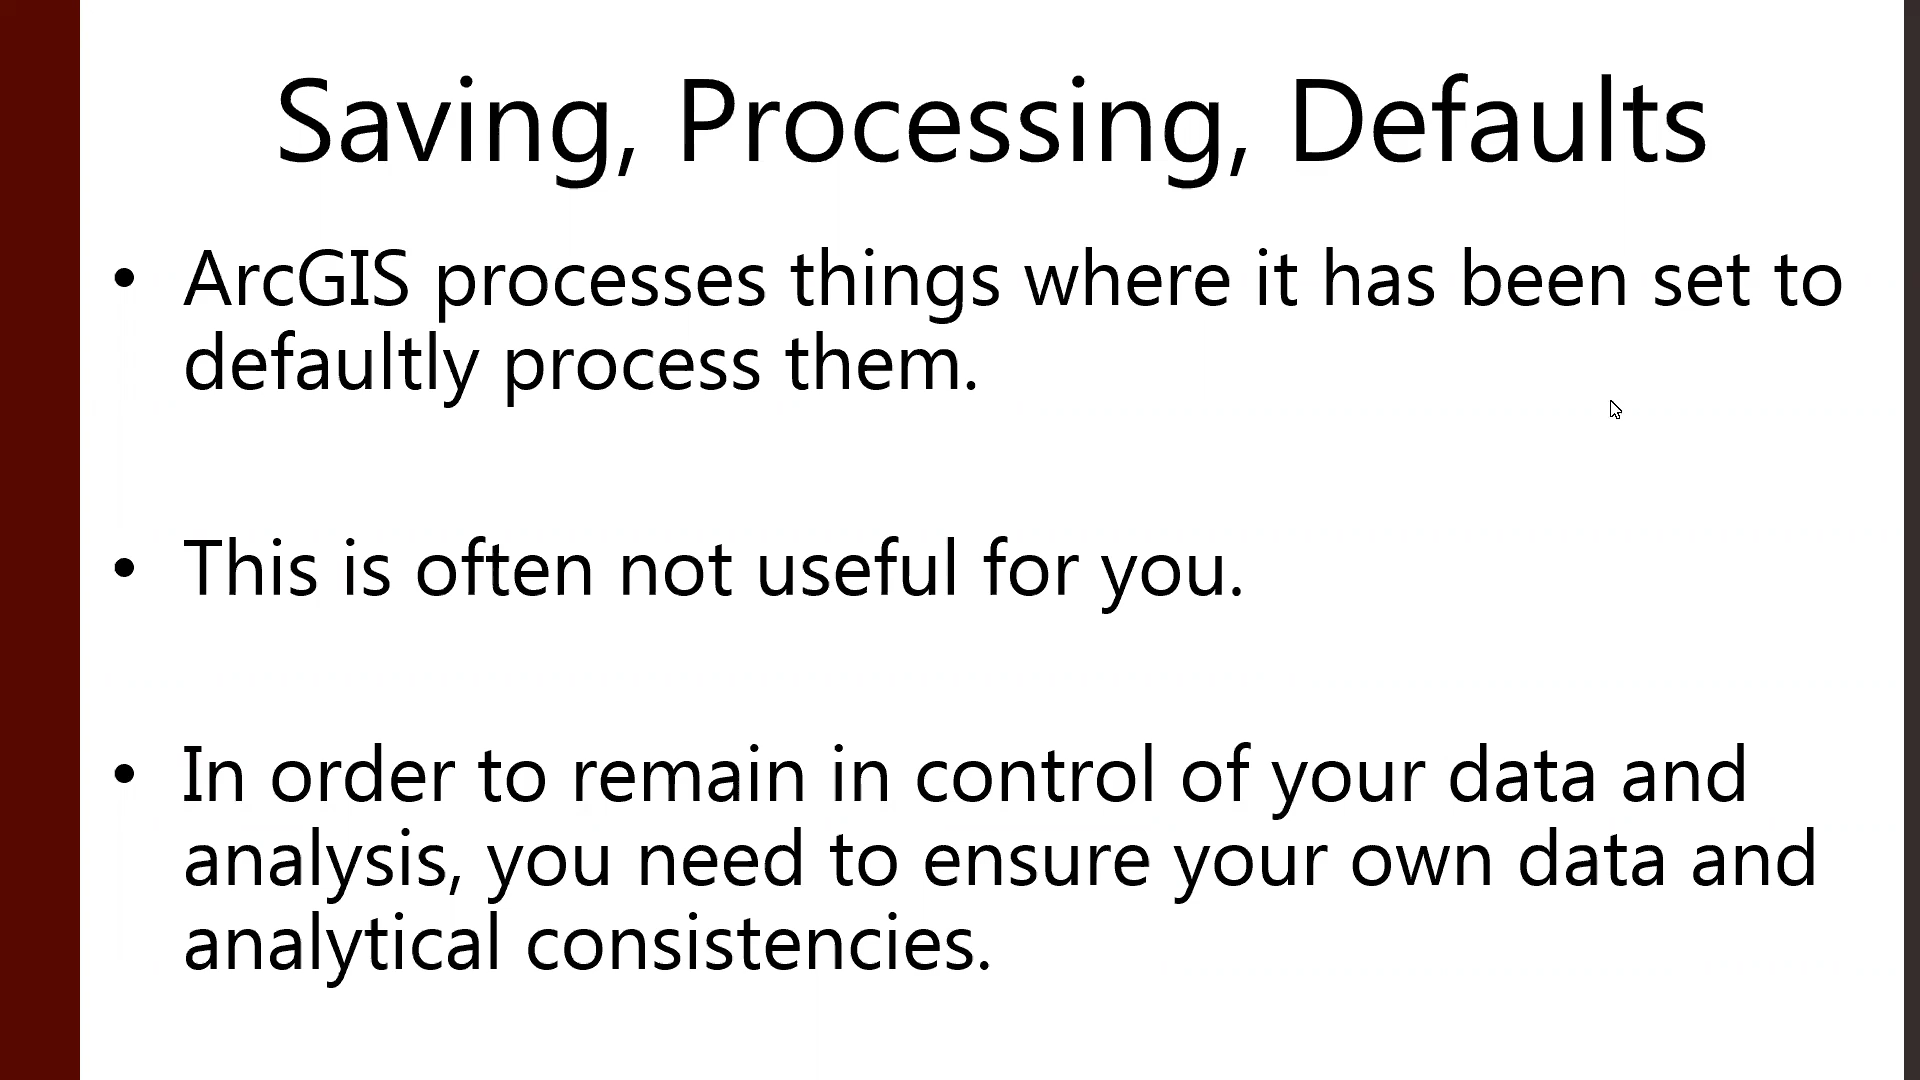 Saving, Processing, Defaults
• ArcGIS processes things where it has been set to
defaultly process them.
• This is often not useful for you.
• In order to remain in control of your data and
analysis, you need to ensure your own data and
analytical consistencies.